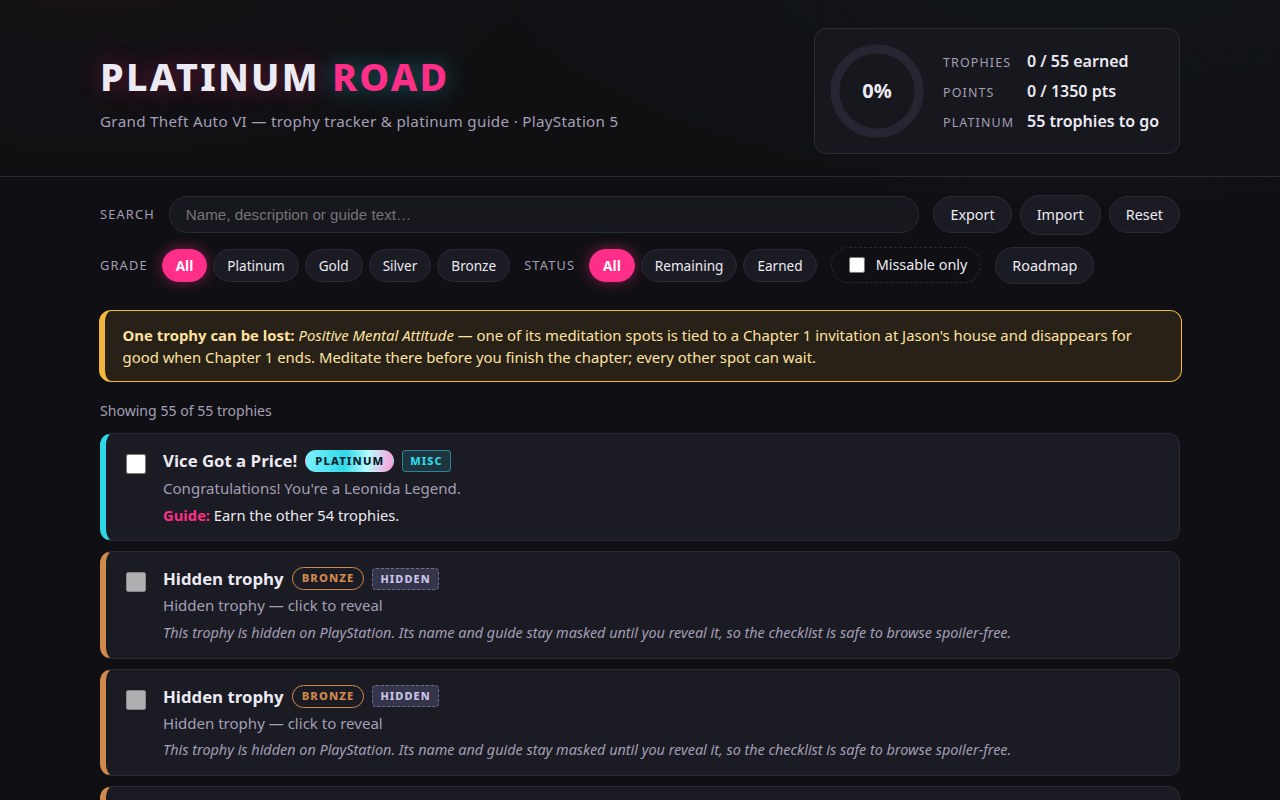 PLATINUM ROAD
Grand Theft Auto VI — trophy tracker & platinum guide · PlayStation 5
0%
TROPHIES 0 / 55 earned
POINTS 0 / 1350 pts
PLATINUM 55 trophies to go
SEARCH Name, description or guide text… Export Import Reset
GRADE All Platinum Gold Silver Bronze STATUS All Remaining Earned Missable only Roadmap
One trophy can be lost: Positive Mental Attitude — one of its meditation spots is tied to a Chapter 1 invitation at Jason's house and disappears for
good when Chapter 1 ends. Meditate there before you finish the chapter; every other spot can wait.
Showing 55 of 55 trophies
Vice Got a Price! PLATINUM MISC
Congratulations! You're a Leonida Legend.
Guide: Earn the other 54 trophies.
Hidden trophy BRONZE HIDDEN
Hidden trophy — click to reveal
This trophy is hidden on PlayStation. Its name and guide stay masked until you reveal it, so the checklist is safe to browse spoiler-free.
Hidden trophy BRONZE HIDDEN
Hidden trophy — click to reveal
This trophy is hidden on PlayStation. Its name and guide stay masked until you reveal it, so the checklist is safe to browse spoiler-free.